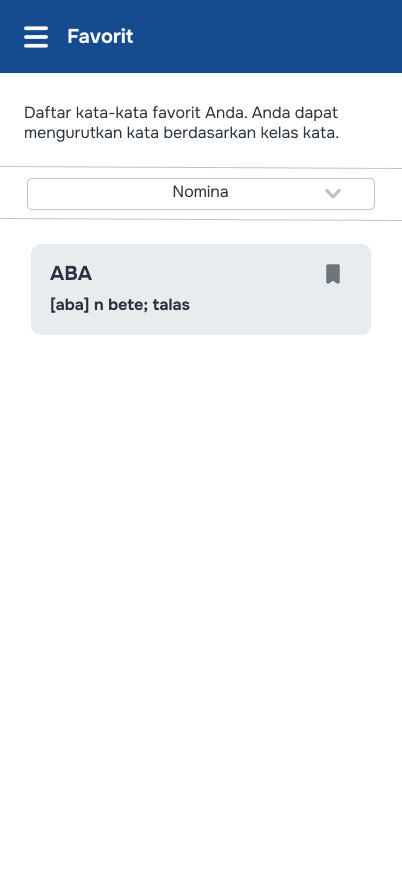 Favorit
Daftar kata-kata favorit Anda. Anda dapat
mengurutkan kata berdasarkan kelas kata.
Nomina
ABA
[aba] n bete; talas